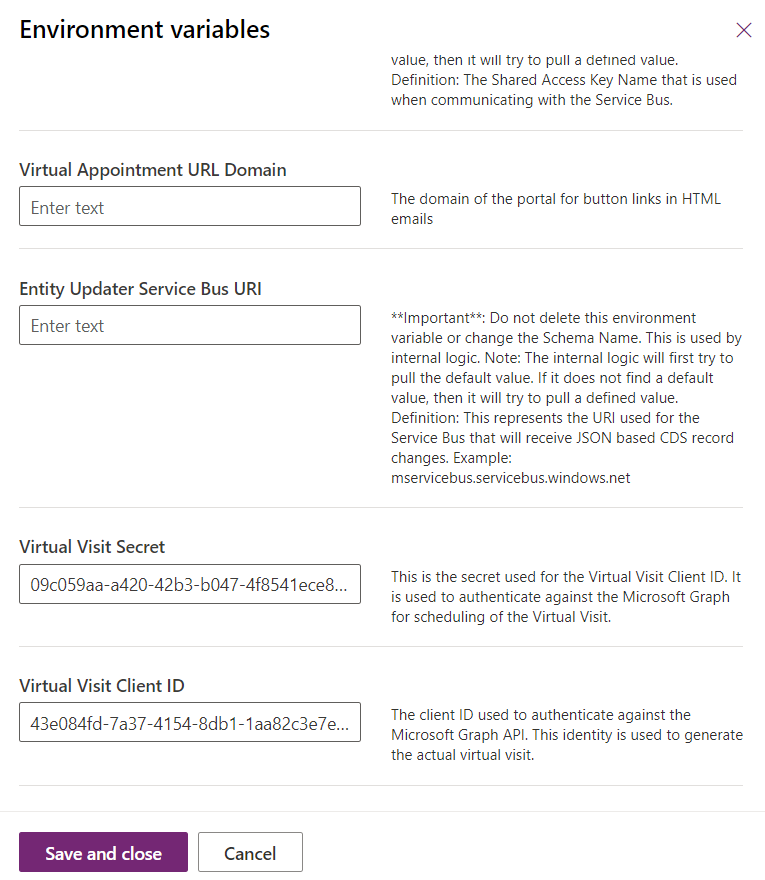 Environment variables
value, then it will try to pull a defined value.
Definition: The Shared Access Key Name that is used
when communicating with the Service Bus.
Virtual Appointment URL Domain
Enter text
The domain of the portal for button links in HTML
emails
Entity Updater Service Bus URI
Enter text
**Important**: Do not delete this environment
variable or change the Schema Name. This is used by
internal logic. Note: The internal logic will first try to
pull the default value. If it does not find a default
value, then it will try to pull a defined value.
Definition: This represents the URI used for the
Service Bus that will receive JSON based CDS record
changes. Example:
mservicebus.servicebus.windows.net
Virtual Visit Secret
09c059aa-a420-42b3-b047-4f8541ece8...
This is the secret used for the Virtual Visit Client ID. It
is used to authenticate against the Microsoft Graph
for scheduling of the Virtual Visit.
Virtual Visit Client ID
43e084fd-7a37-4154-8db1-1aa82c3e7e...
The client ID used to authenticate against the
Microsoft Graph API. This identity is used to generate
the actual virtual visit.
Save and close
Cancel